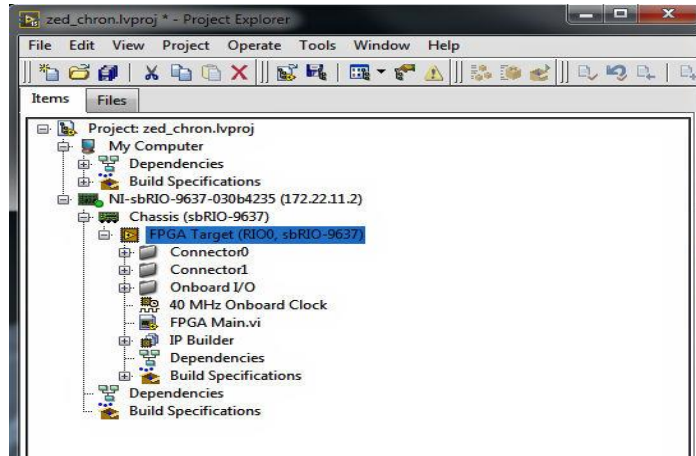 zed_chron.lvproj * - Project Explorer
File Edit View Project Operate Tools Window Help
Items Files
Project: zed_chron.lvproj
My Computer
Dependencies
Build Specifications
NI-sbRIO-9637-030b4235 (172.22.11.2)
Chassis (sbRIO-9637)
FPGA Target (RIO0, sbRIO-9637)
Connector0
Connector1
Onboard I/O
40 MHz Onboard Clock
FPGA Main.vi
IP Builder
Dependencies
Build Specifications
Dependencies
Build Specifications